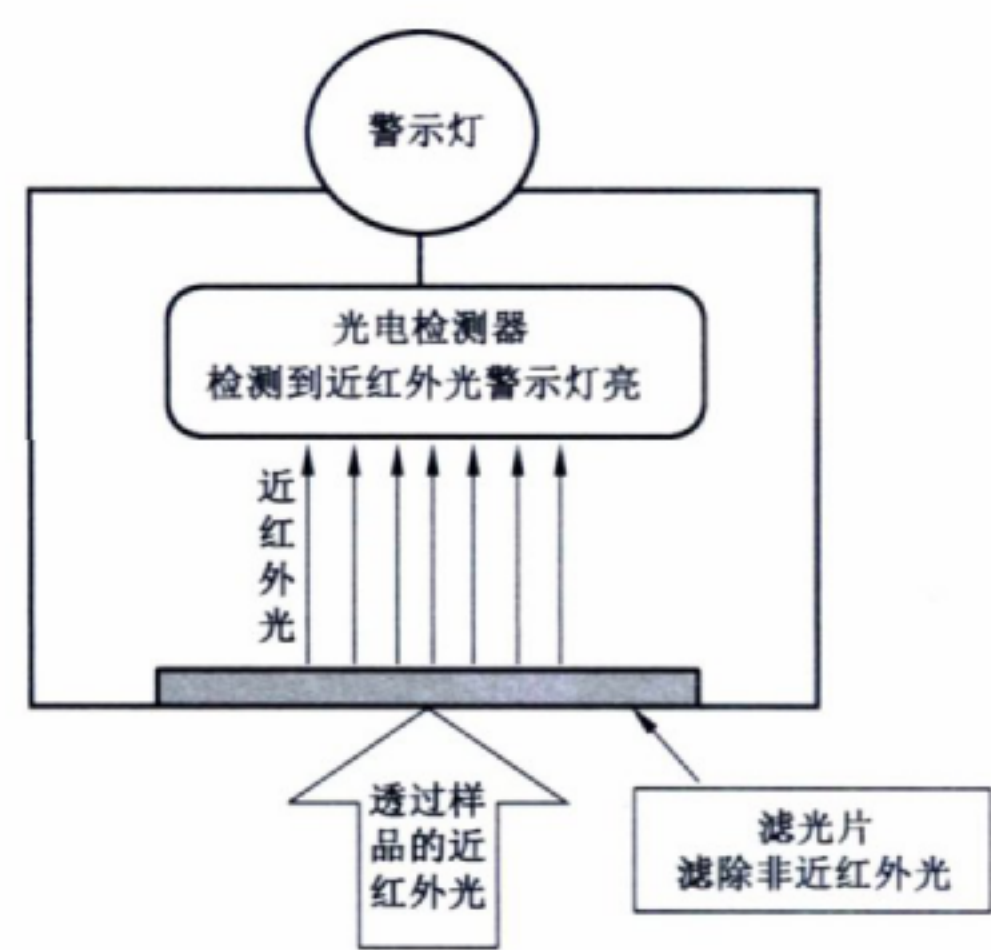 警示灯
光电检测器
检测到近红外光警示灯亮
近
红
外
光
透过样
品的近
红外光
滤光片
滤除非近红外光